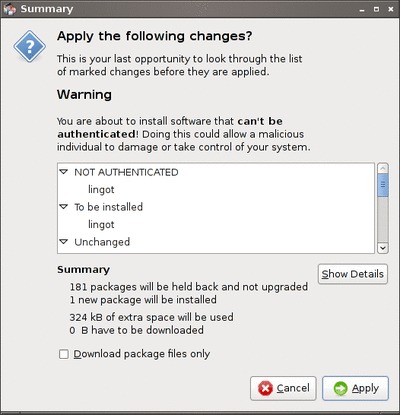 Summary
Apply the following changes?
This is your last opportunity to look through the list
of marked changes before they are applied.
Warning
You are about to install software that can't be
authenticated! Doing this could allow a malicious
individual to damage or take control of your system.
NOT AUTHENTICATED
lingot
To be installed
lingot
Unchanged
Summary
Show Details
181 packages will be held back and not upgraded
1 new package will be installed
324 kB of extra space will be used
0 B have to be downloaded
Download package files only
Cancel
Apply